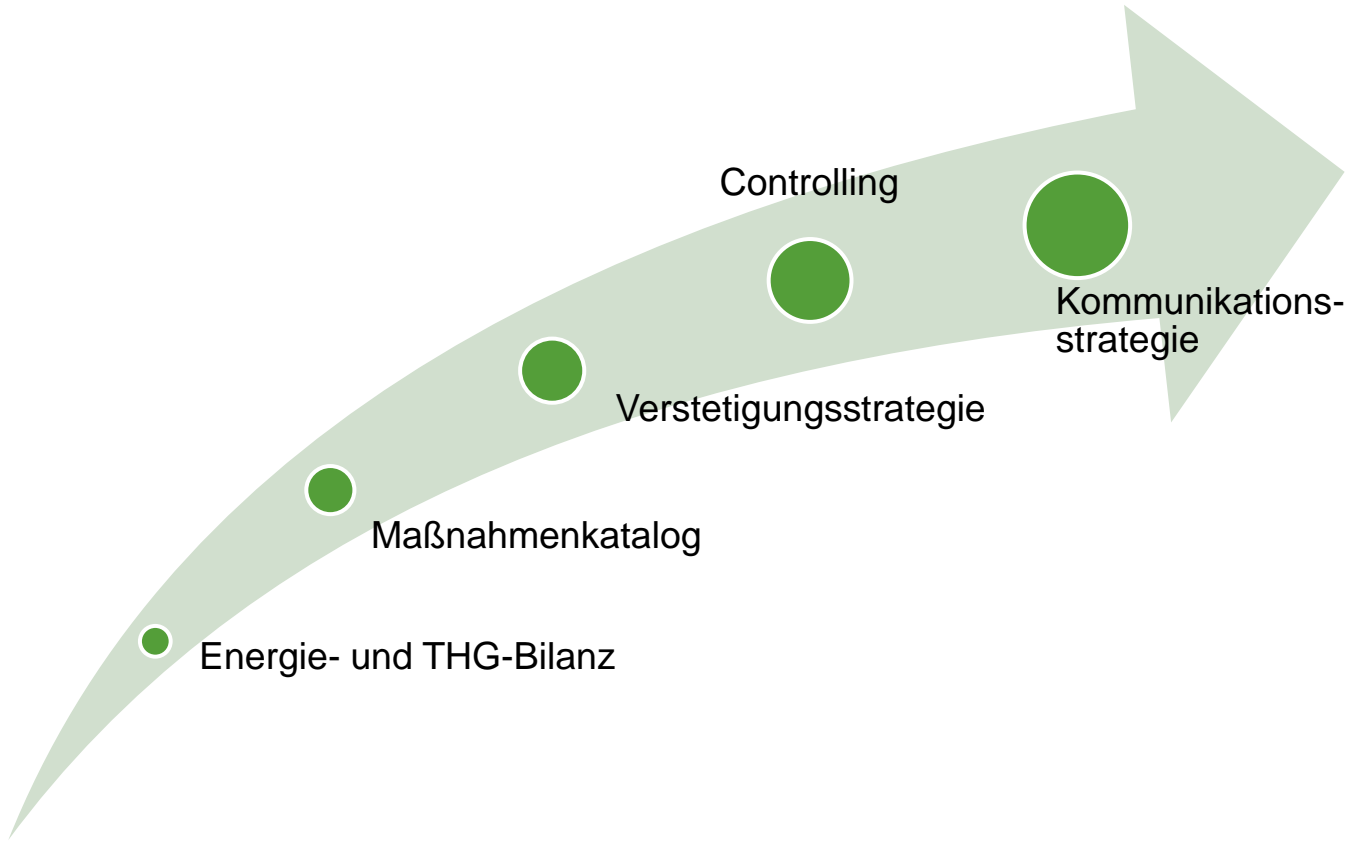 Controlling
Kommunikations-
strategie
Verstetigungsstrategie
Maßnahmenkatalog
Energie- und THG-Bilanz